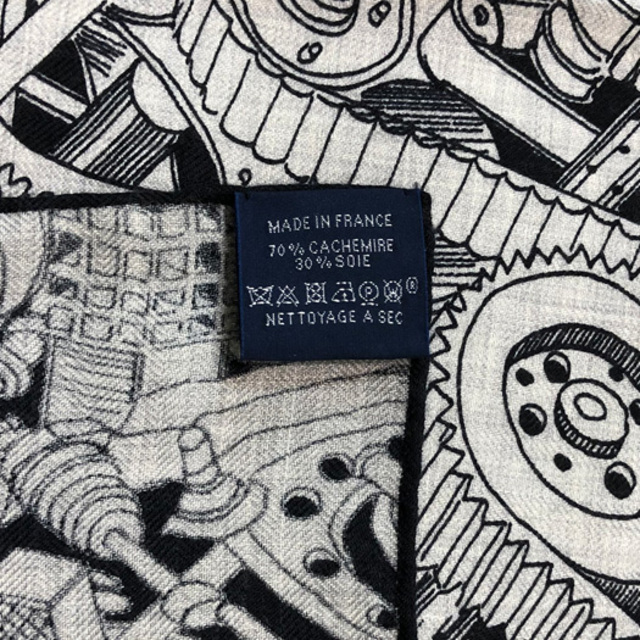 MADE IN FRANCE
70% CACHEMIRE
30% SOIE
NETTOYAGE A SEC